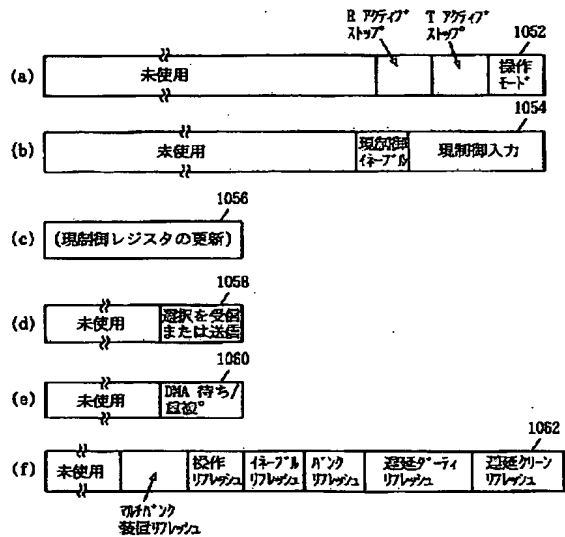 R アクティブ
ストップ
T アクティブ
ストップ
1052
(a)
未使用
操作
モード
1054
(b)
未使用
現制御
イネーブル
現制御入力
1056
(c)
(現制御レジスタの更新)
1058
(d)
未使用
選択を受信
または送信
1060
(e)
未使用
DMA 待ち/
1062
(f)
未使用
操作
リフレッシュ
イネーブル
リフレッシュ
バンク
リフレッシュ
遅延ダーティ
リフレッシュ
遅延クリーン
リフレッシュ
マルチバンク
装置リフレッシュ